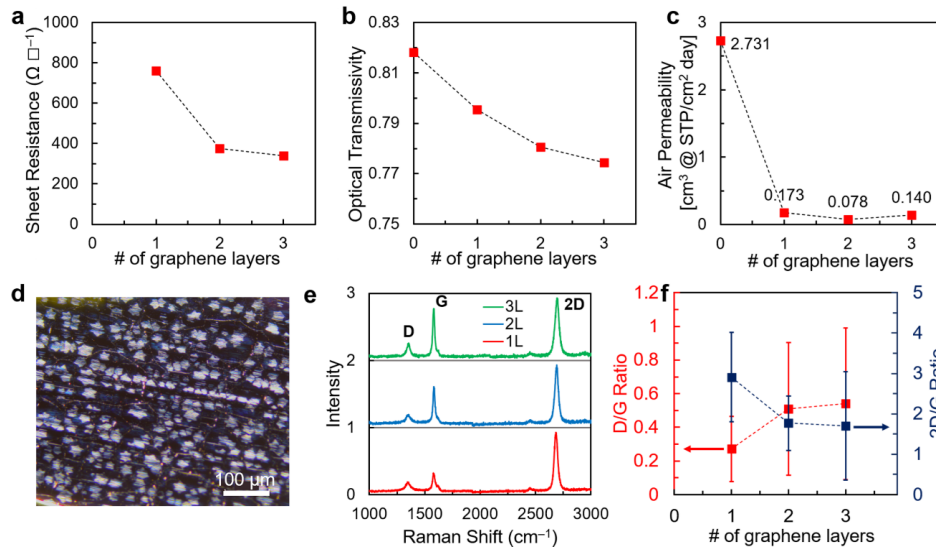 a
Sheet Resistance (Ω □⁻¹)
1000
800
600
400
200
0
0 1 2 3
# of graphene layers
b
Optical Transmissivity
0.83
0.81
0.79
0.77
0.75
0 1 2 3
# of graphene layers
c
Air Permeability
[cm³ @ STP/cm² day]
3
2
1
0
2.731
0.173
0.078
0.140
0 1 2 3
# of graphene layers
d
100 µm
e
Intensity
3
2
1
0
D
G
2D
3L
2L
1L
1000 1500 2000 2500 3000
Raman Shift (cm⁻¹)
f
D/G Ratio
1.2
1
0.8
0.6
0.4
0.2
0
5
4
3
2
1
0
2D/G Ratio
0 1 2 3
# of graphene layers